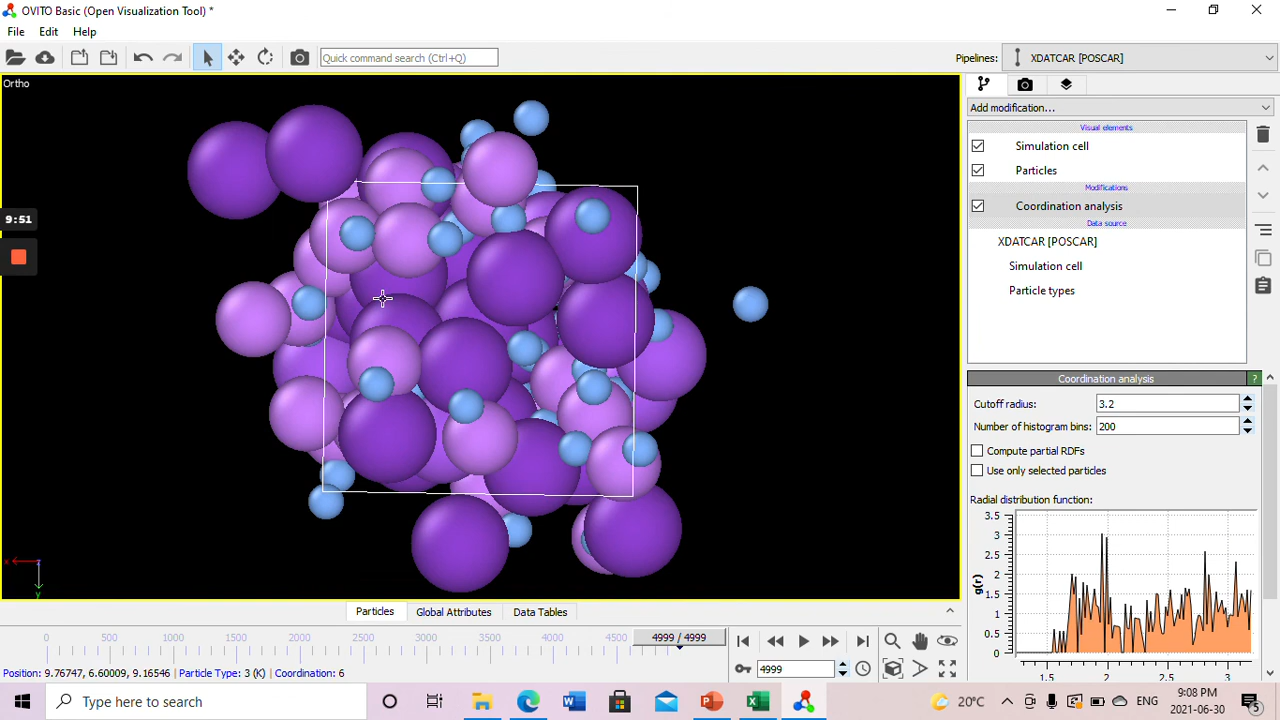 OVITO Basic (Open Visualization Tool) *
File Edit Help
Quick command search (Ctrl+Q)
Pipelines: XDATCAR [POSCAR]
Ortho
Add modification...
Visual elements
Simulation cell
Particles
Modifications
Coordination analysis
Data source
XDATCAR [POSCAR]
Simulation cell
Particle types
9:51
Coordination analysis ?
Cutoff radius: 3.2
Number of histogram bins: 200
Compute partial RDFs
Use only selected particles
Radial distribution function:
3.5
3
2.5
2
1.5
1
0.5
0
g(r)
1.5 2 2.5 3
x z
y
Particles Global Attributes Data Tables
0 500 1000 1500 2000 2500 3000 3500 4000 4500 4999 / 4999
4999
Position: 9.76747, 6.60009, 9.16546 Particle Type: 3 (K) Coordination: 6
Type here to search
20°C
ENG
9:08 PM
2021-06-30
5